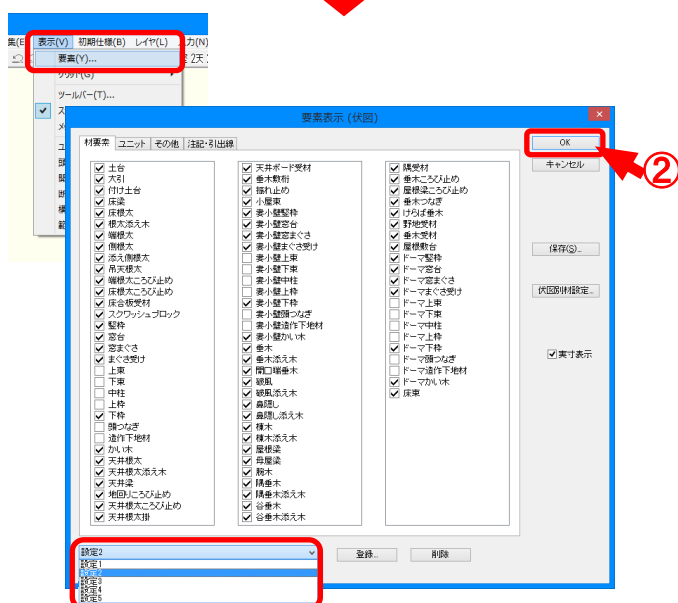 集(E 表示(V) 初期仕様(B) レイヤ(L) 入力(N)
要素(Y)...
グリッド(G)
ツールバー(T)...
要素表示 (伏図)
材要素 ユニット その他 注記・引出線
土台
大引
付け土台
床梁
床根太
根太添え木
端根太
側根太
添え側根太
吊天根太
端根太ころび止め
床根太ころび止め
床合板受材
スクワッシュブロック
竪枠
窓台
窓まぐさ
まぐさ受け
上束
下束
中柱
上枠
下枠
頭つなぎ
造作下地材
かい木
天井根太
天井根太添え木
天井梁
地回りころび止め
天井根太ころび止め
天井根太掛
天井ボード受材
垂木敷桁
振れ止め
小屋束
妻小壁竪枠
妻小壁窓台
妻小壁窓まぐさ
妻小壁まぐさ受け
妻小壁上束
妻小壁下束
妻小壁中柱
妻小壁上枠
妻小壁下枠
妻小壁頭つなぎ
妻小壁造作下地材
妻小壁かい木
垂木
垂木添え木
開口端垂木
破風
破風添え木
鼻隠し
鼻隠し添え木
棟木
棟木添え木
屋根梁
母屋梁
腕木
隅垂木
隅垂木添え木
谷垂木
谷垂木添え木
隅受材
垂木ころび止め
屋根梁ころび止め
垂木つなぎ
けらば垂木
野地受材
垂木受材
屋根敷台
ドーマ竪枠
ドーマ窓台
ドーマ窓まぐさ
ドーマまぐさ受け
ドーマ上束
ドーマ下束
ドーマ中柱
ドーマ上枠
ドーマ下枠
ドーマ頭つなぎ
ドーマ造作下地材
ドーマかい木
床束
OK
②
キャンセル
保存(S)...
伏図別材設定...
実寸表示
設定2
登録...
削除
設定1
設定2
設定3
設定4
設定5